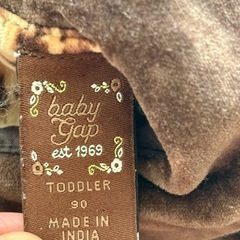 baby
Gap
est 1969
TODDLER
90
MADE IN
INDIA